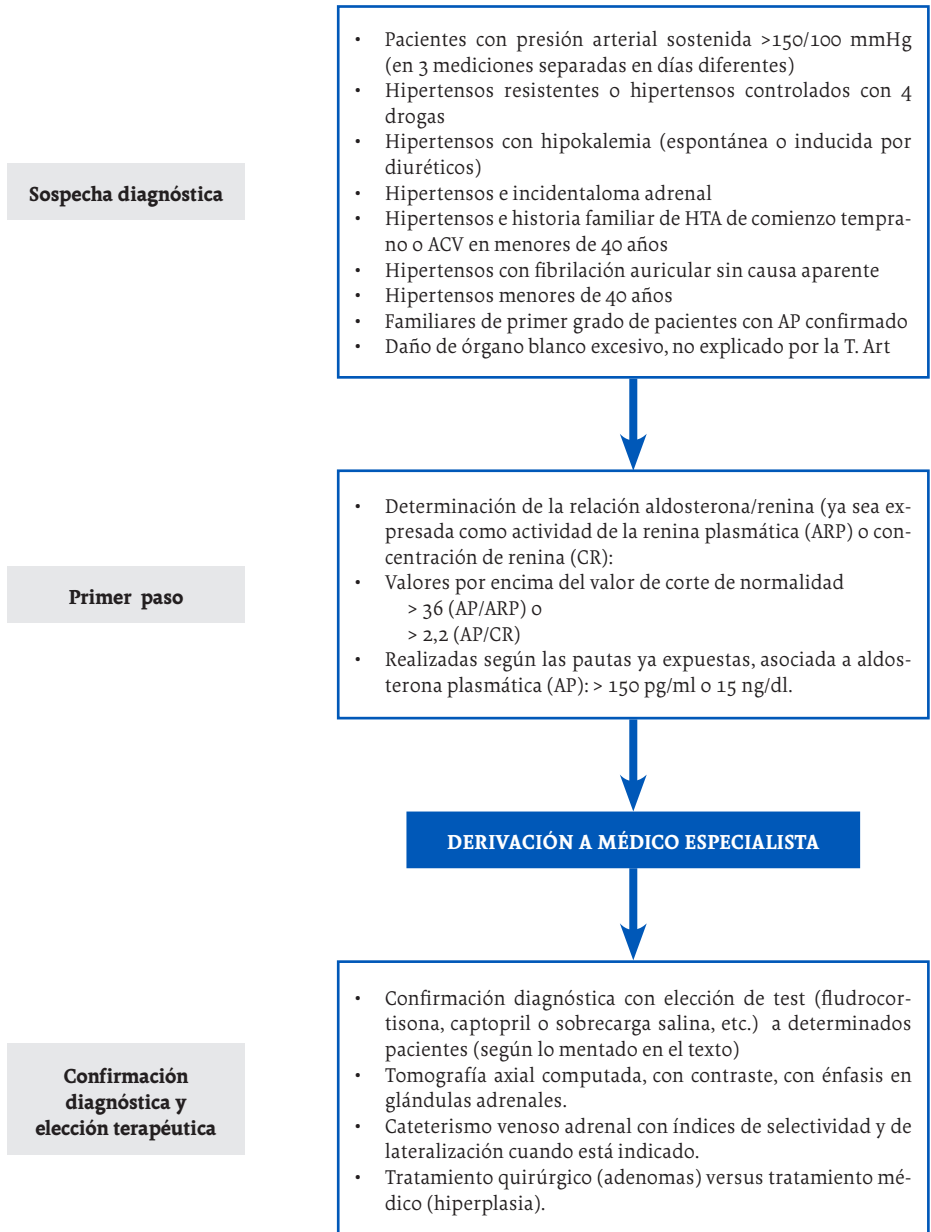 • Pacientes con presión arterial sostenida >150/100 mmHg
(en 3 mediciones separadas en días diferentes)
• Hipertensos resistentes o hipertensos controlados con 4
drogas
• Hipertensos con hipokalemia (espontánea o inducida por
diuréticos)
Sospecha diagnóstica
• Hipertensos e incidentaloma adrenal
• Hipertensos e historia familiar de HTA de comienzo tempra-
no o ACV en menores de 40 años
• Hipertensos con fibrilación auricular sin causa aparente
• Hipertensos menores de 40 años
• Familiares de primer grado de pacientes con AP confirmado
• Daño de órgano blanco excesivo, no explicado por la T. Art
• Determinación de la relación aldosterona/renina (ya sea ex-
presada como actividad de la renina plasmática (ARP) o con-
centración de renina (CR):
Primer paso
• Valores por encima del valor de corte de normalidad
> 36 (AP/ARP) o
> 2,2 (AP/CR)
• Realizadas según las pautas ya expuestas, asociada a aldos-
terona plasmática (AP): > 150 pg/ml o 15 ng/dl.
DERIVACIÓN A MÉDICO ESPECIALISTA
• Confirmación diagnóstica con elección de test (fludrocor-
tisona, captopril o sobrecarga salina, etc.) a determinados
pacientes (según lo mentado en el texto)
Confirmación
diagnóstica y
elección terapéutica
• Tomografía axial computada, con contraste, con énfasis en
glándulas adrenales.
• Cateterismo venoso adrenal con índices de selectividad y de
lateralización cuando está indicado.
• Tratamiento quirúrgico (adenomas) versus tratamiento mé-
dico (hiperplasia).